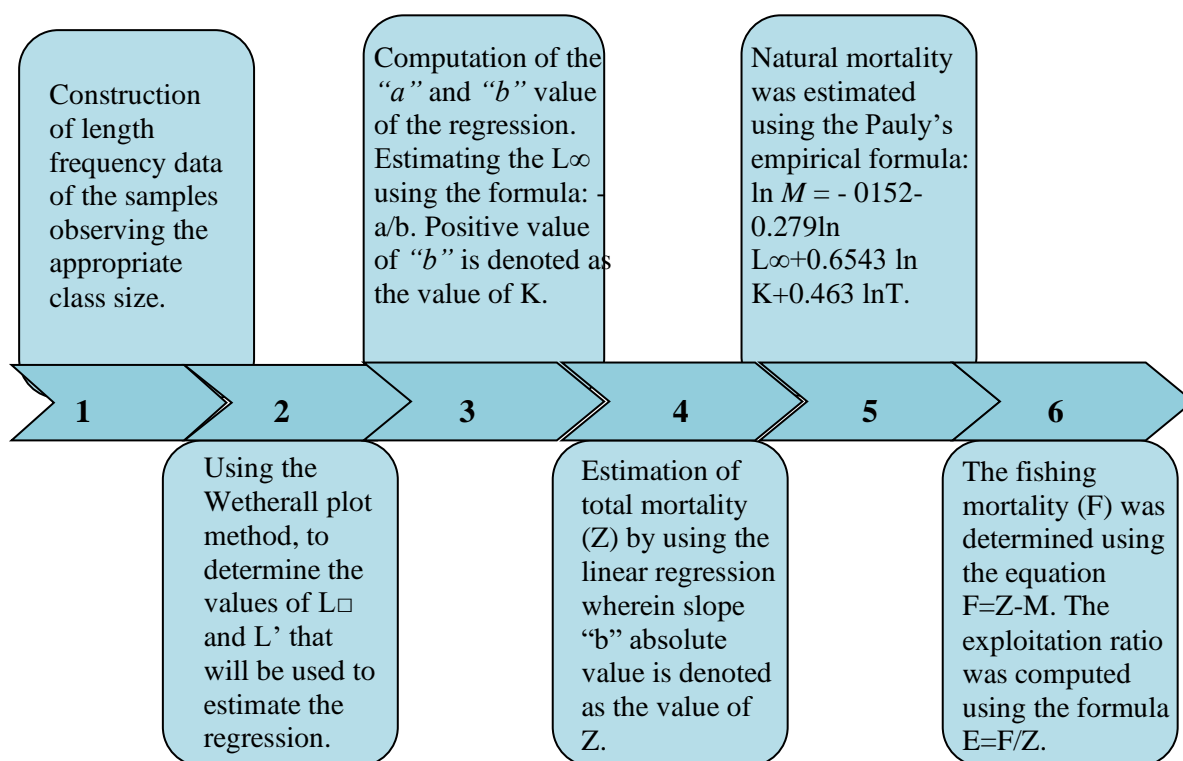 Construction
of length
frequency data
of the samples
observing the
appropriate
class size.
Computation of the
“a” and “b” value
of the regression.
Estimating the L∞
using the formula: -
a/b. Positive value
of “b” is denoted as
the value of K.
Natural mortality
was estimated
using the Pauly’s
empirical formula:
ln M = - 0152-
0.279ln
L∞+0.6543 ln
K+0.463 lnT.
1
2
3
4
5
6
Using the
Wetherall plot
method, to
determine the
values of L□
and L’ that
will be used to
estimate the
regression.
Estimation of
total mortality
(Z) by using the
linear regression
wherein slope
“b” absolute
value is denoted
as the value of
Z.
The fishing
mortality (F) was
determined using
the equation
F=Z-M. The
exploitation ratio
was computed
using the formula
E=F/Z.